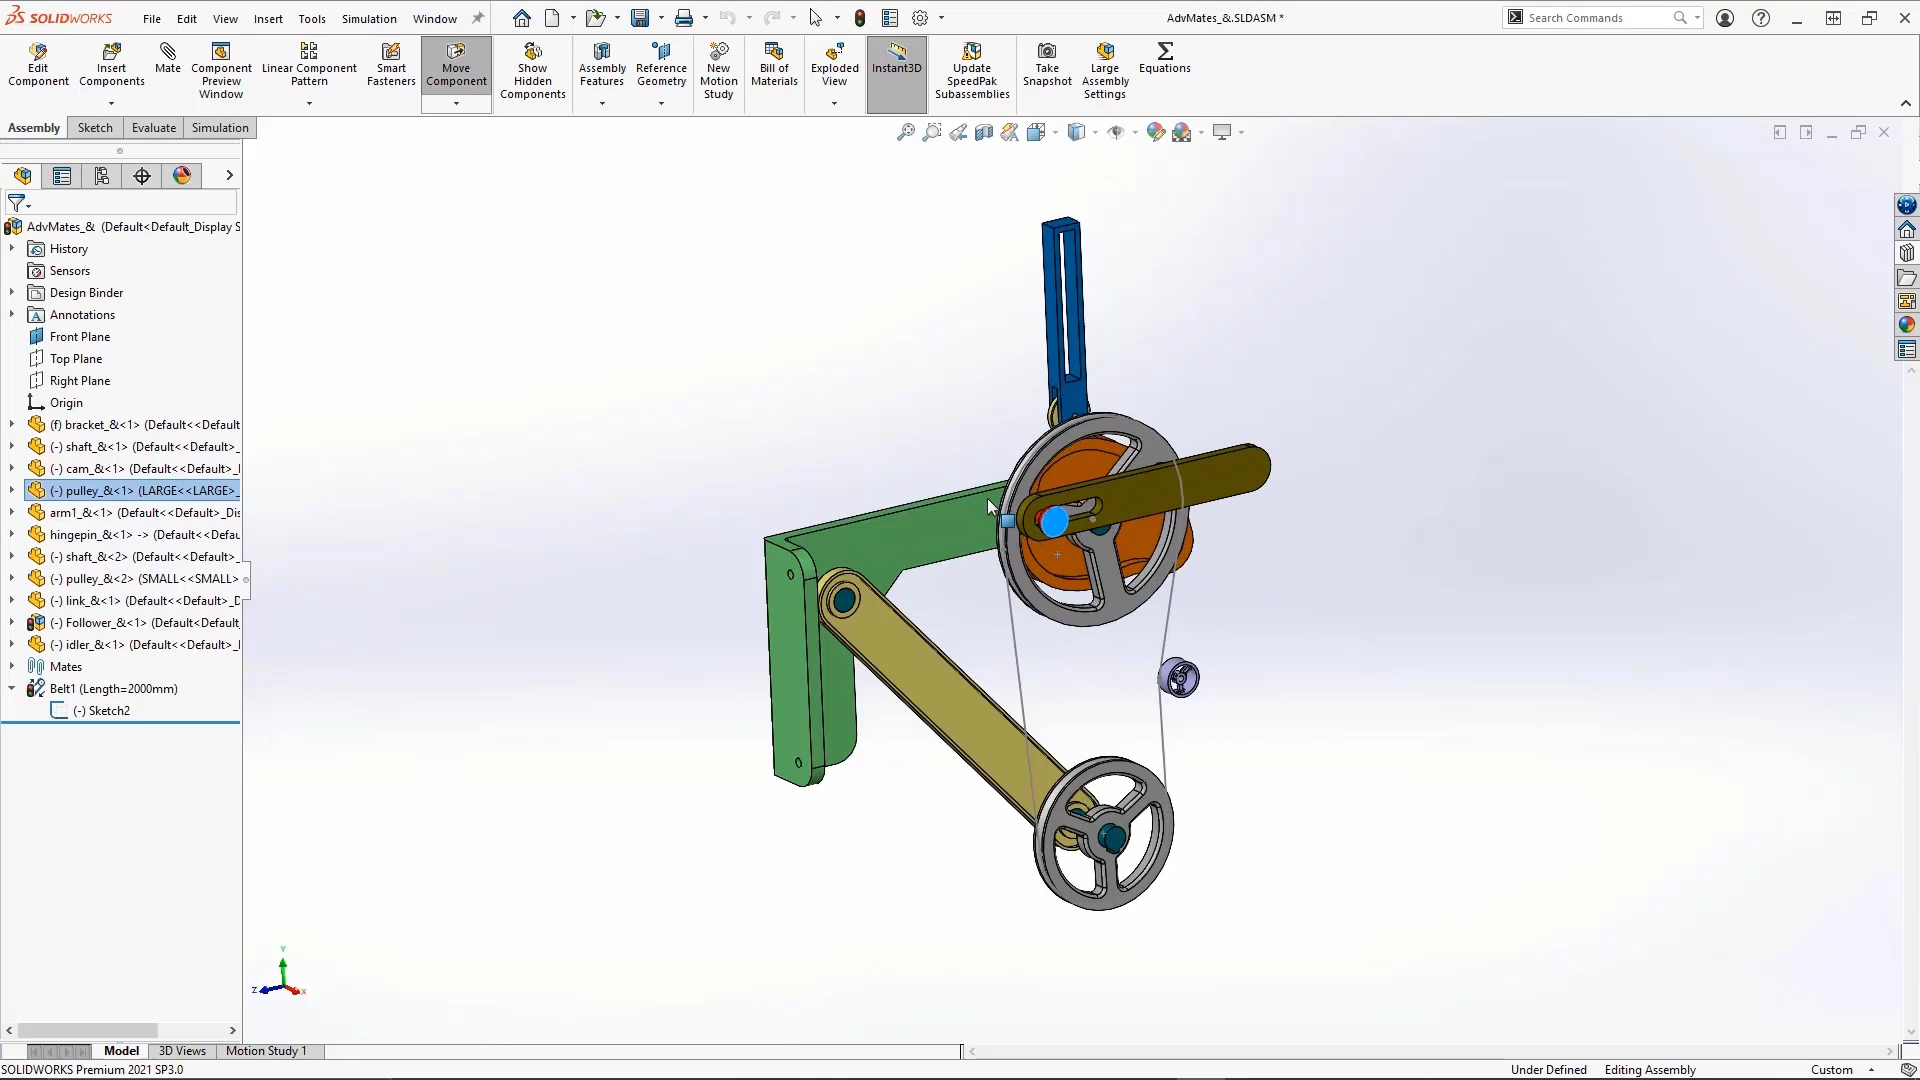 SOLIDWORKS File Edit View Insert Tools Simulation Window AdvMates_&.SLDASM * Search Commands
Edit Component
Insert Components
Mate
Component Preview Window
Linear Component Pattern
Smart Fasteners
Move Component
Show Hidden Components
Assembly Features
Reference Geometry
New Motion Study
Bill of Materials
Exploded View
Instant3D
Update SpeedPak Subassemblies
Take Snapshot
Large Assembly Settings
Equations
Assembly Sketch Evaluate Simulation
AdvMates_& (Default<Default_Display S
History
Sensors
Design Binder
A Annotations
Front Plane
Top Plane
Right Plane
Origin
(f) bracket_&<1> (Default<<Default
(-) shaft_&<1> (Default<<Default>_
(-) cam_&<1> (Default<<Default>_
(-) pulley_&<1> (LARGE<<LARGE>_
arm1_&<1> (Default<<Default>_Dis
hingepin_&<1> -> (Default<<Defau
(-) shaft_&<2> (Default<<Default>_
(-) pulley_&<2> (SMALL<<SMALL>
(-) link_&<1> (Default<<Default>_D
(-) Follower_&<1> (Default<Default
(-) idler_&<1> (Default<<Default>_
Mates
Belt1 (Length=2000mm)
(-) Sketch2
Y
Z X
Model 3D Views Motion Study 1
SOLIDWORKS Premium 2021 SP3.0 Under Defined Editing Assembly Custom